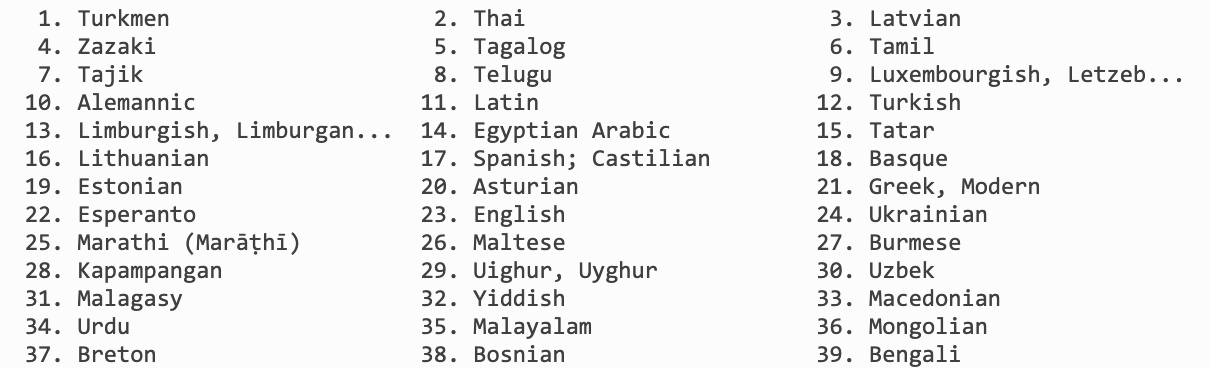 1. Turkmen 2. Thai 3. Latvian
4. Zazaki 5. Tagalog 6. Tamil
7. Tajik 8. Telugu 9. Luxembourgish, Letzeb...
10. Alemannic 11. Latin 12. Turkish
13. Limburgish, Limburgan... 14. Egyptian Arabic 15. Tatar
16. Lithuanian 17. Spanish; Castilian 18. Basque
19. Estonian 20. Asturian 21. Greek, Modern
22. Esperanto 23. English 24. Ukrainian
25. Marathi (Marāṭhī) 26. Maltese 27. Burmese
28. Kapampangan 29. Uighur, Uyghur 30. Uzbek
31. Malagasy 32. Yiddish 33. Macedonian
34. Urdu 35. Malayalam 36. Mongolian
37. Breton 38. Bosnian 39. Bengali